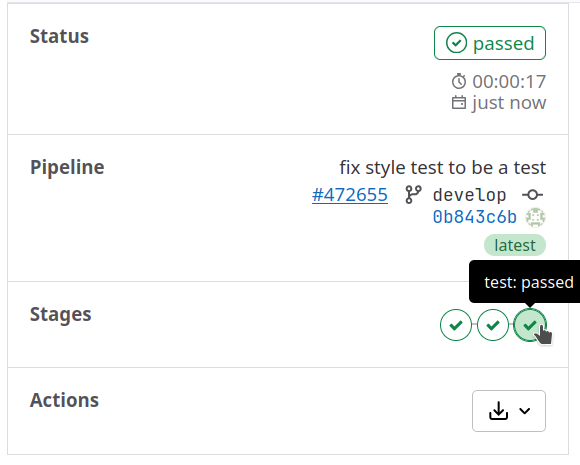 Status
passed
00:00:17
just now
Pipeline
fix style test to be a test
#472655 develop
0b843c6b
latest
test: passed
Stages
Actions